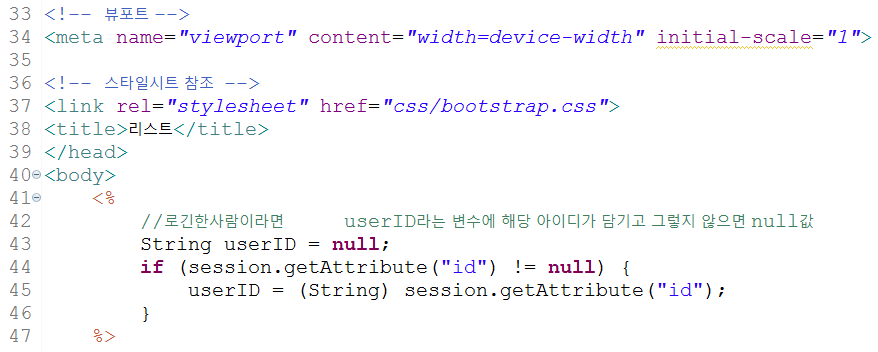 33 <!-- 뷰포트 -->
34 <meta name="viewport" content="width=device-width" initial-scale="1">
35
36 <!-- 스타일시트 참조 -->
37 <link rel="stylesheet" href="css/bootstrap.css">
38 <title>리스트</title>
39 </head>
40 <body>
41     <%
42         //로긴한사람이라면     userID라는 변수에 해당 아이디가 담기고 그렇지 않으면 null값
43         String userID = null;
44         if (session.getAttribute("id") != null) {
45             userID = (String) session.getAttribute("id");
46         }
47     %>